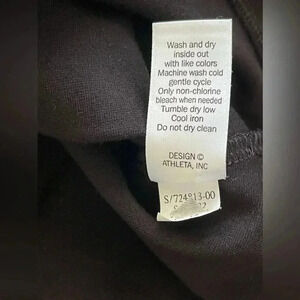 Wash and dry
inside out
with like colors
Machine wash cold
gentle cycle
Only non-chlorine
bleach when needed
Tumble dry low
Cool iron
Do not dry clean
DESIGN ©
ATHLETA, INC
S/724813-00